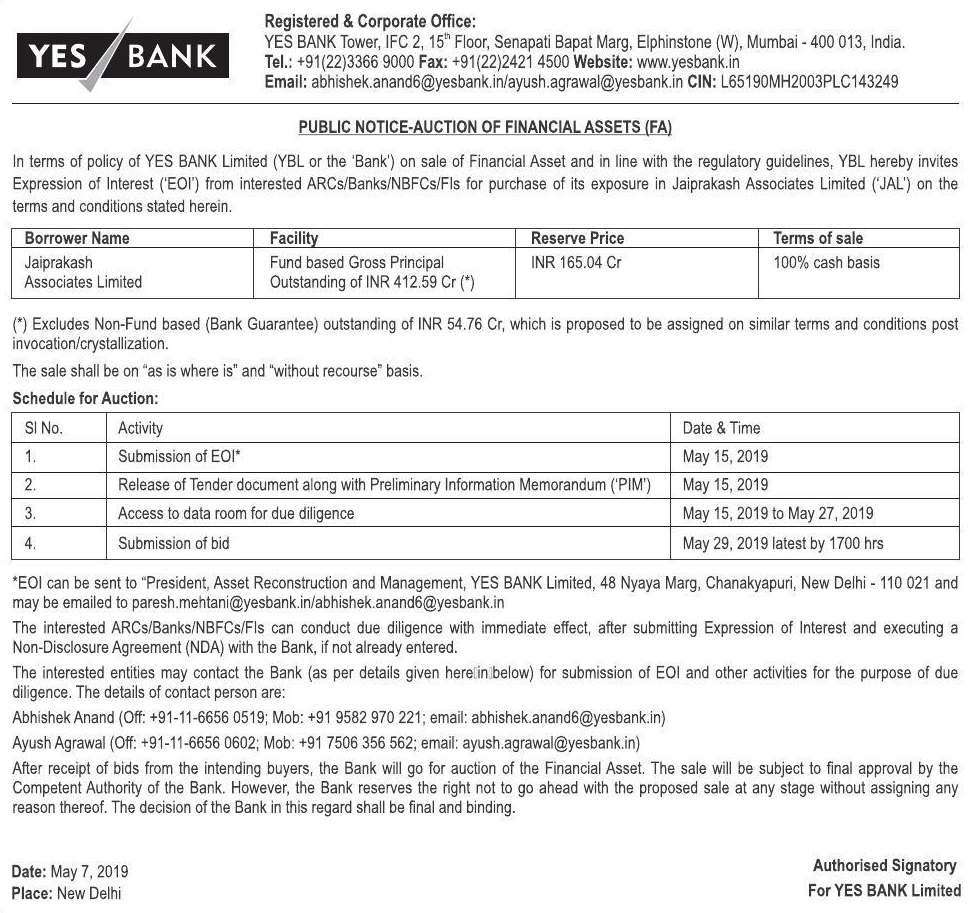 YES BANK
Registered & Corporate Office:
YES BANK Tower, IFC 2, 15th Floor, Senapati Bapat Marg, Elphinstone (W), Mumbai - 400 013, India.
Tel.: +91(22)3366 9000 Fax: +91(22)2421 4500 Website: www.yesbank.in
Email: abhishek.anand6@yesbank.in/ayush.agrawal@yesbank.in CIN: L65190MH2003PLC143249
PUBLIC NOTICE-AUCTION OF FINANCIAL ASSETS (FA)
In terms of policy of YES BANK Limited (YBL or the ‘Bank’) on sale of Financial Asset and in line with the regulatory guidelines, YBL hereby invites
Expression of Interest (‘EOI’) from interested ARCs/Banks/NBFCs/FIs for purchase of its exposure in Jaiprakash Associates Limited (‘JAL’) on the
terms and conditions stated herein.
Borrower Name Facility Reserve Price Terms of sale
Jaiprakash Fund based Gross Principal INR 165.04 Cr 100% cash basis
Associates Limited Outstanding of INR 412.59 Cr (*)
(*) Excludes Non-Fund based (Bank Guarantee) outstanding of INR 54.76 Cr, which is proposed to be assigned on similar terms and conditions post
invocation/crystallization.
The sale shall be on “as is where is” and “without recourse” basis.
Schedule for Auction:
Sl No. Activity Date & Time
1. Submission of EOI* May 15, 2019
2. Release of Tender document along with Preliminary Information Memorandum (‘PIM’) May 15, 2019
3. Access to data room for due diligence May 15, 2019 to May 27, 2019
4. Submission of bid May 29, 2019 latest by 1700 hrs
*EOI can be sent to “President, Asset Reconstruction and Management, YES BANK Limited, 48 Nyaya Marg, Chanakyapuri, New Delhi - 110 021 and
may be emailed to paresh.mehtani@yesbank.in/abhishek.anand6@yesbank.in
The interested ARCs/Banks/NBFCs/FIs can conduct due diligence with immediate effect, after submitting Expression of Interest and executing a
Non-Disclosure Agreement (NDA) with the Bank, if not already entered.
The interested entities may contact the Bank (as per details given here▯in▯below) for submission of EOI and other activities for the purpose of due
diligence. The details of contact person are:
Abhishek Anand (Off: +91-11-6656 0519; Mob: +91 9582 970 221; email: abhishek.anand6@yesbank.in)
Ayush Agrawal (Off: +91-11-6656 0602; Mob: +91 7506 356 562; email: ayush.agrawal@yesbank.in)
After receipt of bids from the intending buyers, the Bank will go for auction of the Financial Asset. The sale will be subject to final approval by the
Competent Authority of the Bank. However, the Bank reserves the right not to go ahead with the proposed sale at any stage without assigning any
reason thereof. The decision of the Bank in this regard shall be final and binding.
Date: May 7, 2019
Place: New Delhi
Authorised Signatory
For YES BANK Limited